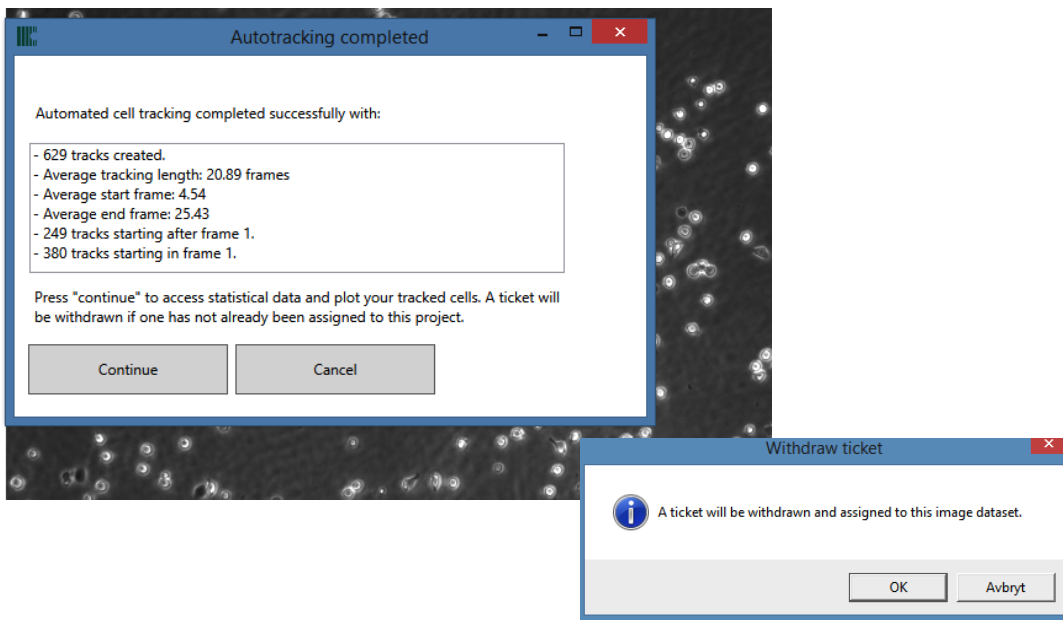 Autotracking completed
Automated cell tracking completed successfully with:
- 629 tracks created.
- Average tracking length: 20.89 frames
- Average start frame: 4.54
- Average end frame: 25.43
- 249 tracks starting after frame 1.
- 380 tracks starting in frame 1.
Press "continue" to access statistical data and plot your tracked cells. A ticket will
be withdrawn if one has not already been assigned to this project.
Continue
Cancel
Withdraw ticket
A ticket will be withdrawn and assigned to this image dataset.
OK
Avbryt